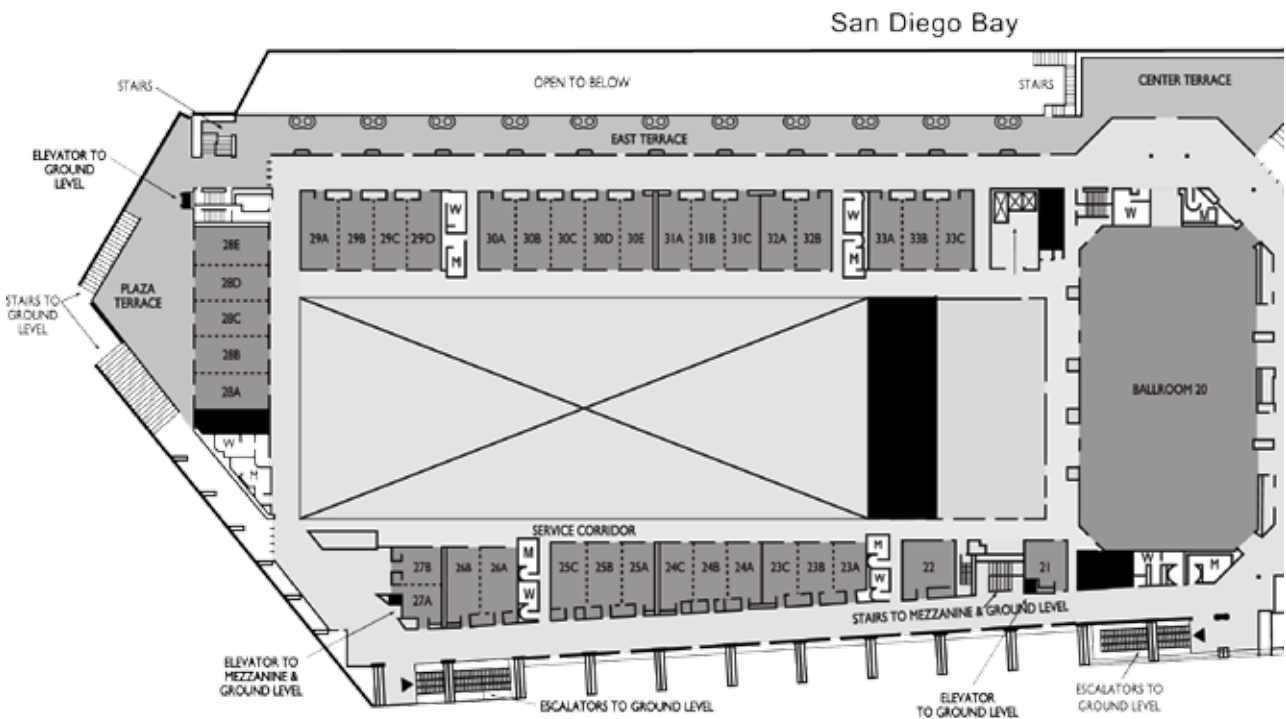 San Diego Bay
STAIRS
OPEN TO BELOW
STAIRS
CENTER TERRACE
EAST TERRACE
ELEVATOR TO
GROUND
LEVEL
29A 29B 29C 29D W M
30A 30B 30C 30D 30E 31A 31B 31C 32A 32B W M
33A 33B 33C
W M
28E
28D
28C
28B
28A
PLAZA
TERRACE
STAIRS TO
GROUND
LEVEL
BALLROOM 20
W
M
SERVICE CORRIDOR
27B
27A
26B 26A M W
25C 25B 25A 24C 24B 24A 23C 23B 23A M W
22
21
W M
STAIRS TO MEZZANINE & GROUND LEVEL
ELEVATOR TO
MEZZANINE &
GROUND LEVEL
ESCALATORS TO GROUND LEVEL
ELEVATOR
TO GROUND LEVEL
ESCALATORS TO
GROUND LEVEL